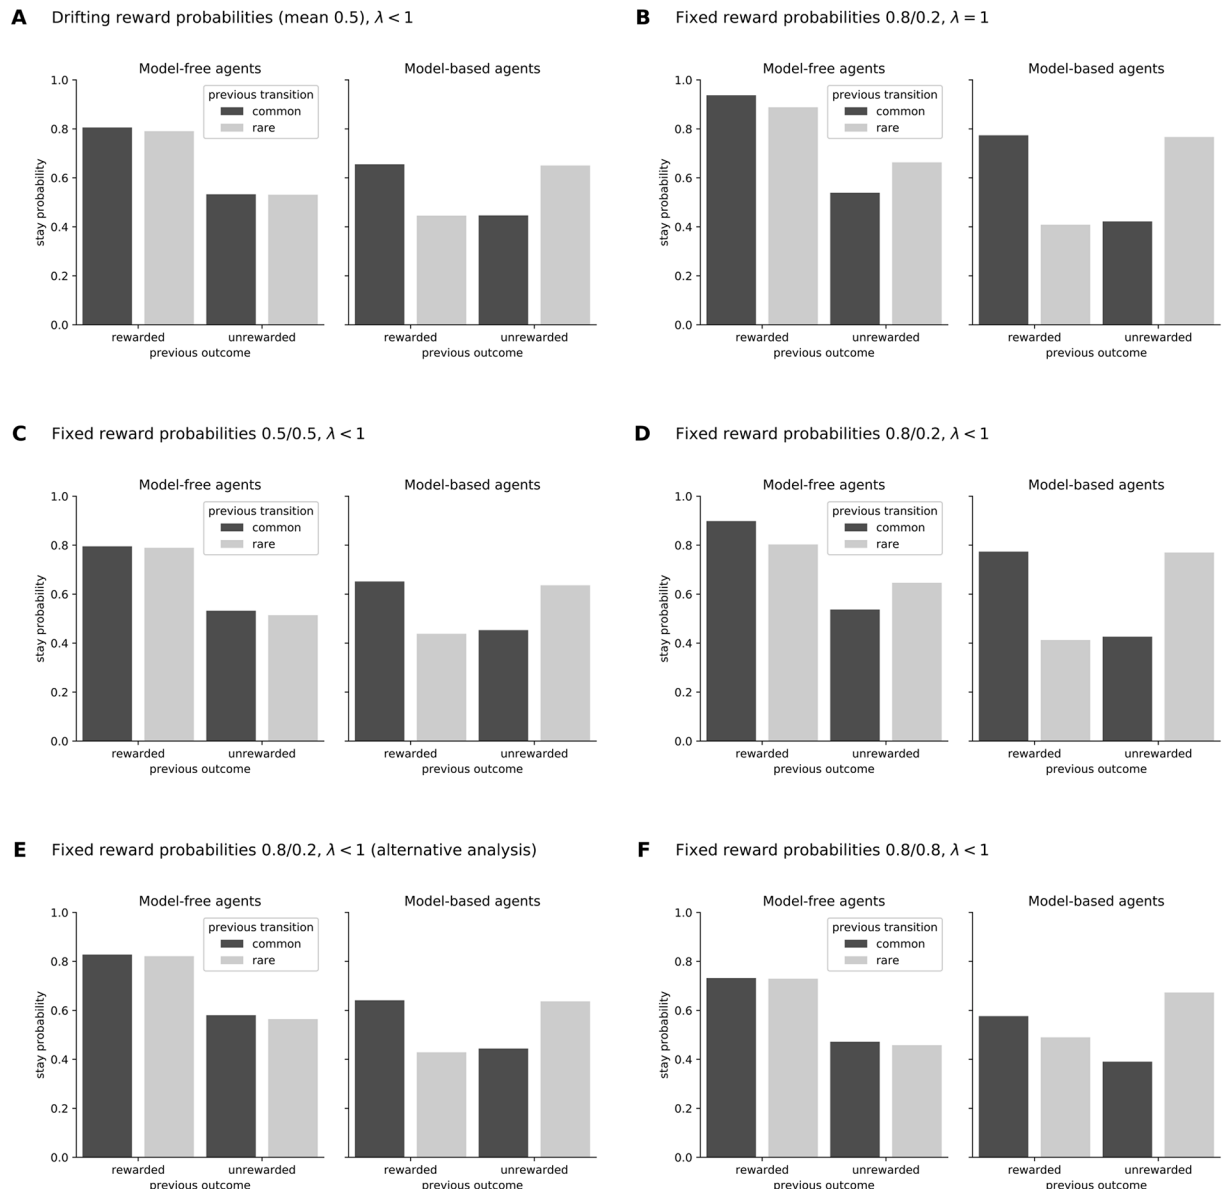 A Drifting reward probabilities (mean 0.5), λ < 1
Model-free agents
Model-based agents
1.0
0.8
0.6
0.4
0.2
0.0
stay probability
previous transition
common
rare
rewarded
unrewarded
previous outcome
rewarded
unrewarded
previous outcome
B Fixed reward probabilities 0.8/0.2, λ = 1
Model-free agents
Model-based agents
1.0
0.8
0.6
0.4
0.2
0.0
stay probability
previous transition
common
rare
rewarded
unrewarded
previous outcome
rewarded
unrewarded
previous outcome
C Fixed reward probabilities 0.5/0.5, λ < 1
Model-free agents
Model-based agents
1.0
0.8
0.6
0.4
0.2
0.0
stay probability
previous transition
common
rare
rewarded
unrewarded
previous outcome
rewarded
unrewarded
previous outcome
D Fixed reward probabilities 0.8/0.2, λ < 1
Model-free agents
Model-based agents
1.0
0.8
0.6
0.4
0.2
0.0
stay probability
previous transition
common
rare
rewarded
unrewarded
previous outcome
rewarded
unrewarded
previous outcome
E Fixed reward probabilities 0.8/0.2, λ < 1 (alternative analysis)
Model-free agents
Model-based agents
1.0
0.8
0.6
0.4
0.2
0.0
stay probability
previous transition
common
rare
rewarded
unrewarded
previous outcome
rewarded
unrewarded
previous outcome
F Fixed reward probabilities 0.8/0.8, λ < 1
Model-free agents
Model-based agents
1.0
0.8
0.6
0.4
0.2
0.0
stay probability
previous transition
common
rare
rewarded
unrewarded
previous outcome
rewarded
unrewarded
previous outcome